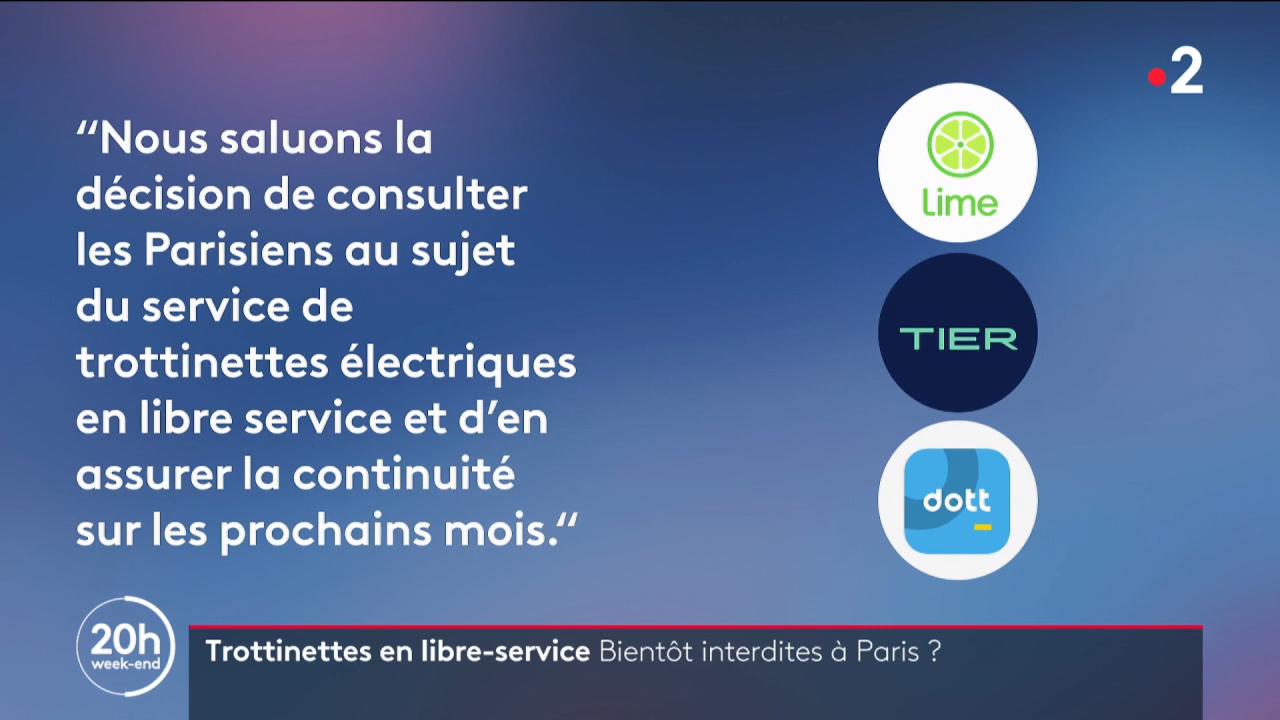 “Nous saluons la
décision de consulter
les Parisiens au sujet
du service de
trottinettes électriques
en libre service et d’en
assurer la continuité
sur les prochains mois.“
2
Lime
TIER
dott
20h
week-end
Trottinettes en libre-service Bientôt interdites à Paris ?